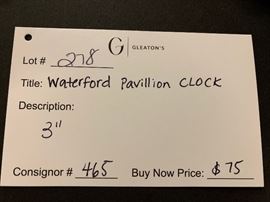 G | GLEATON'S
Lot # 278
Title: Waterford Pavillion CLOCK
Description:
3"
Consignor # 465 Buy Now Price: $75